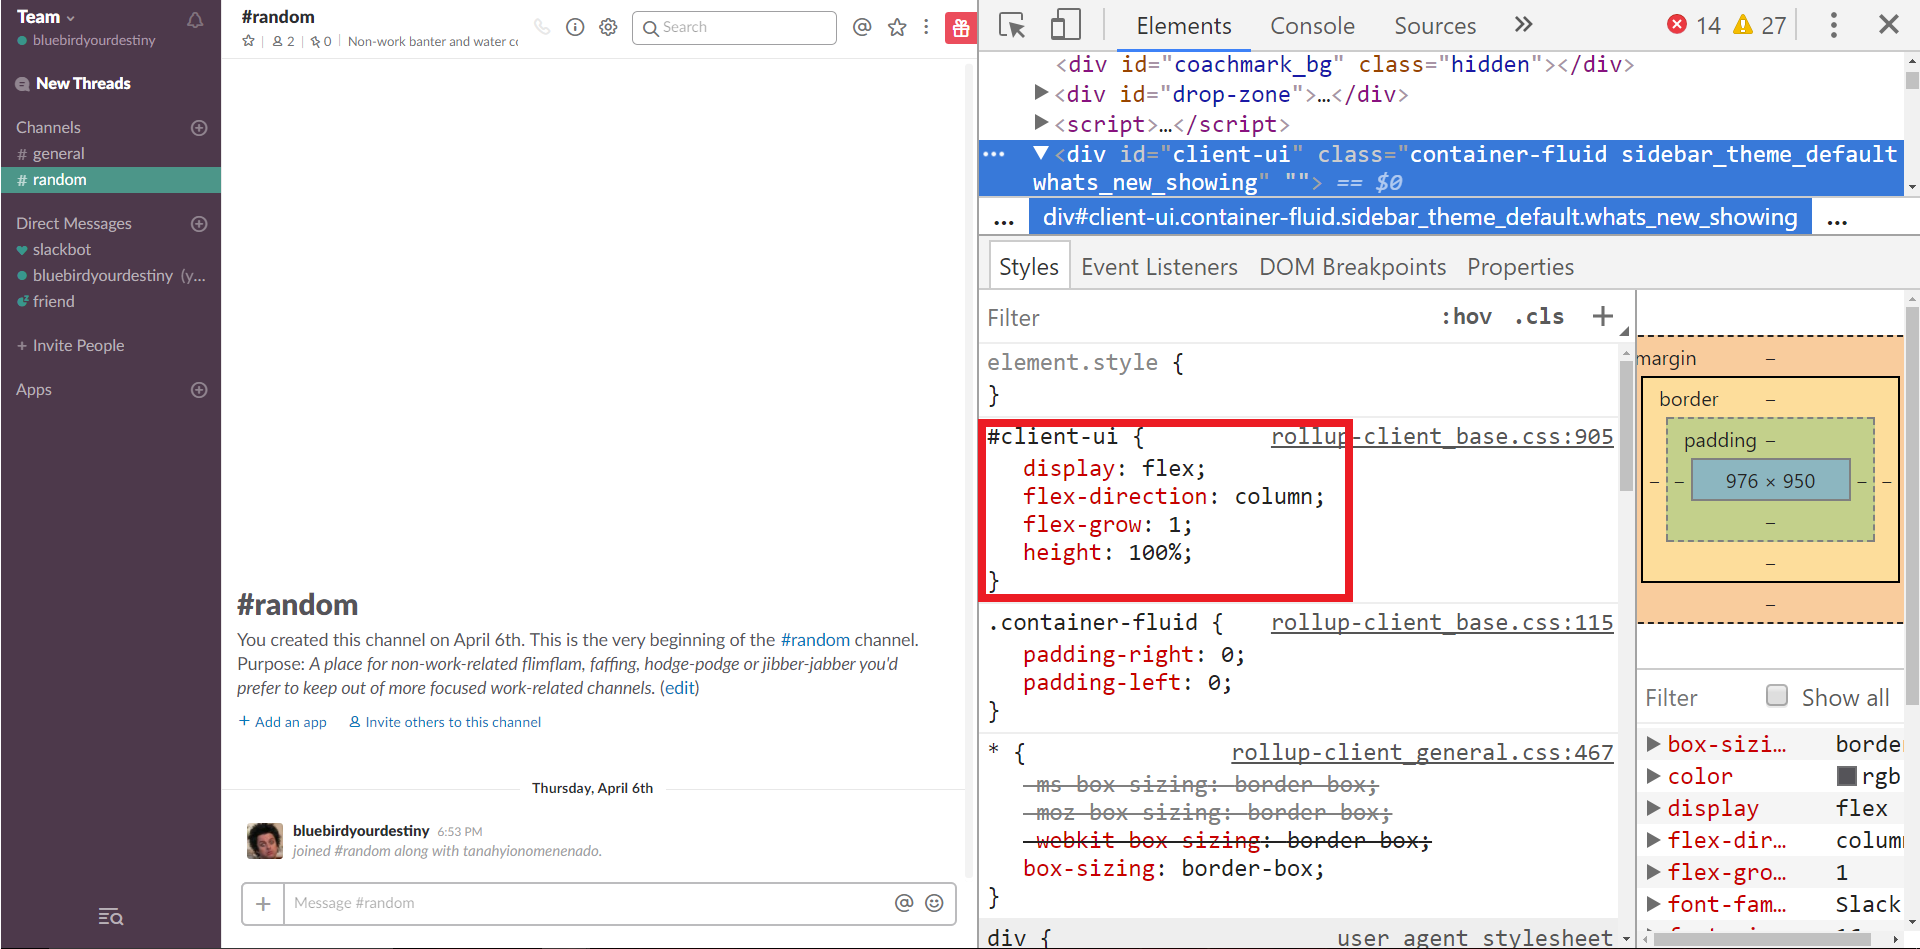 Team
bluebirdyourdestiny
New Threads
Channels
# general
# random
Direct Messages
slackbot
bluebirdyourdestiny (y...
friend
+ Invite People
Apps
#random
2 | 0 | Non-work banter and water co
Search
#random
You created this channel on April 6th. This is the very beginning of the #random channel.
Purpose: A place for non-work-related flimflam, faffing, hodge-podge or jibber-jabber you'd
prefer to keep out of more focused work-related channels. (edit)
+ Add an app Invite others to this channel
Thursday, April 6th
bluebirdyourdestiny 6:53 PM
joined #random along with tanahyionomenenado.
+ Message #random @
Elements Console Sources » 14 27
<div id="coachmark_bg" class="hidden"></div>
<div id="drop-zone">…</div>
<script>…</script>
<div id="client-ui" class="container-fluid sidebar_theme_default
whats_new_showing" ""> == $0
... div#client-ui.container-fluid.sidebar_theme_default.whats_new_showing ...
Styles Event Listeners DOM Breakpoints Properties
Filter :hov .cls +
element.style {
}
#client-ui { rollup-client_base.css:905
display: flex;
flex-direction: column;
flex-grow: 1;
height: 100%;
}
.container-fluid { rollup-client_base.css:115
padding-right: 0;
padding-left: 0;
}
* { rollup-client_general.css:467
-ms-box-sizing: border-box;
-moz-box-sizing: border-box;
-webkit-box-sizing: border-box;
box-sizing: border-box;
}
div { user agent stylesheet
margin –
border –
padding –
– – 976 × 950 – –
–
–
–
Filter Show all
box-sizi… borde
color rgb
display flex
flex-dir… colum
flex-gro… 1
font-fam… Slack